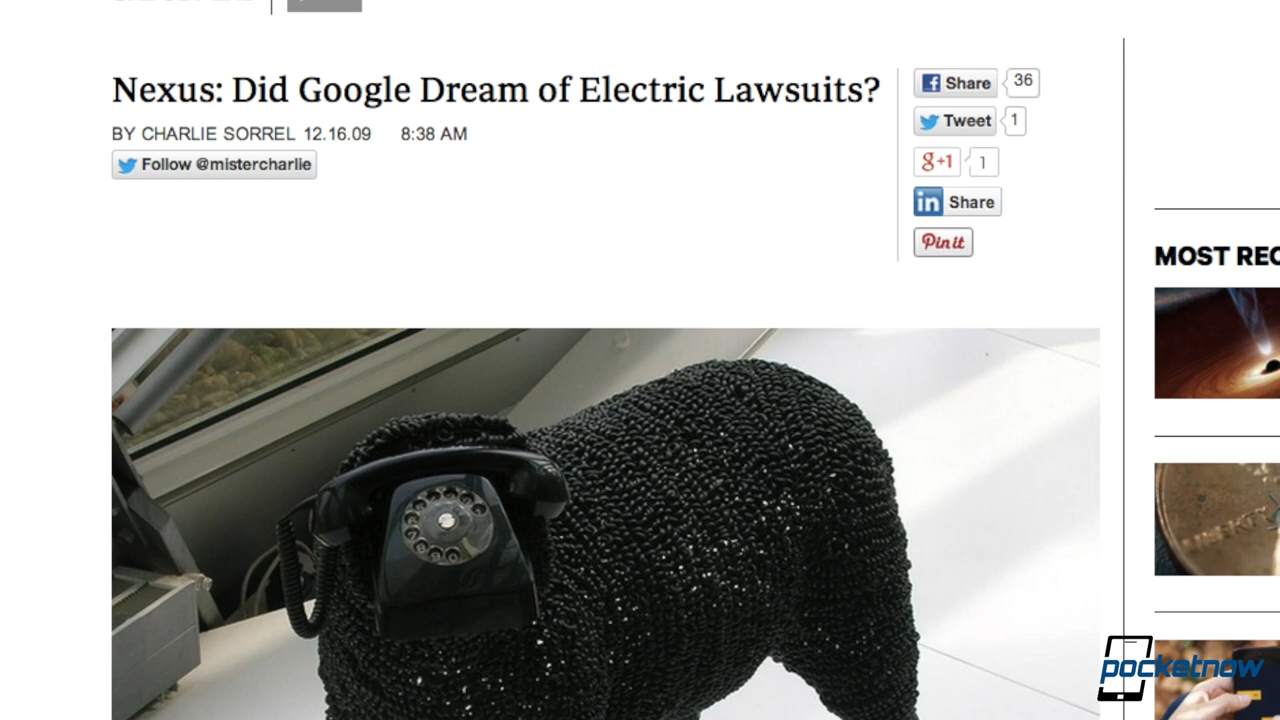 Nexus: Did Google Dream of Electric Lawsuits?
BY CHARLIE SORREL 12.16.09 8:38 AM
Follow @mistercharlie
Share 36
Tweet 1
g+1 1
in Share
Pin it
MOST REC
pocketnow